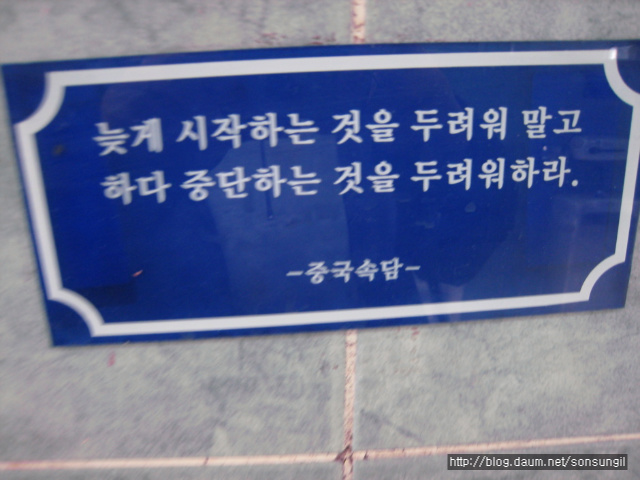 늦게 시작하는 것을 두려워 말고
하다 중단하는 것을 두려워하라.
-중국속담-
http://blog.daum.net/sonsungil